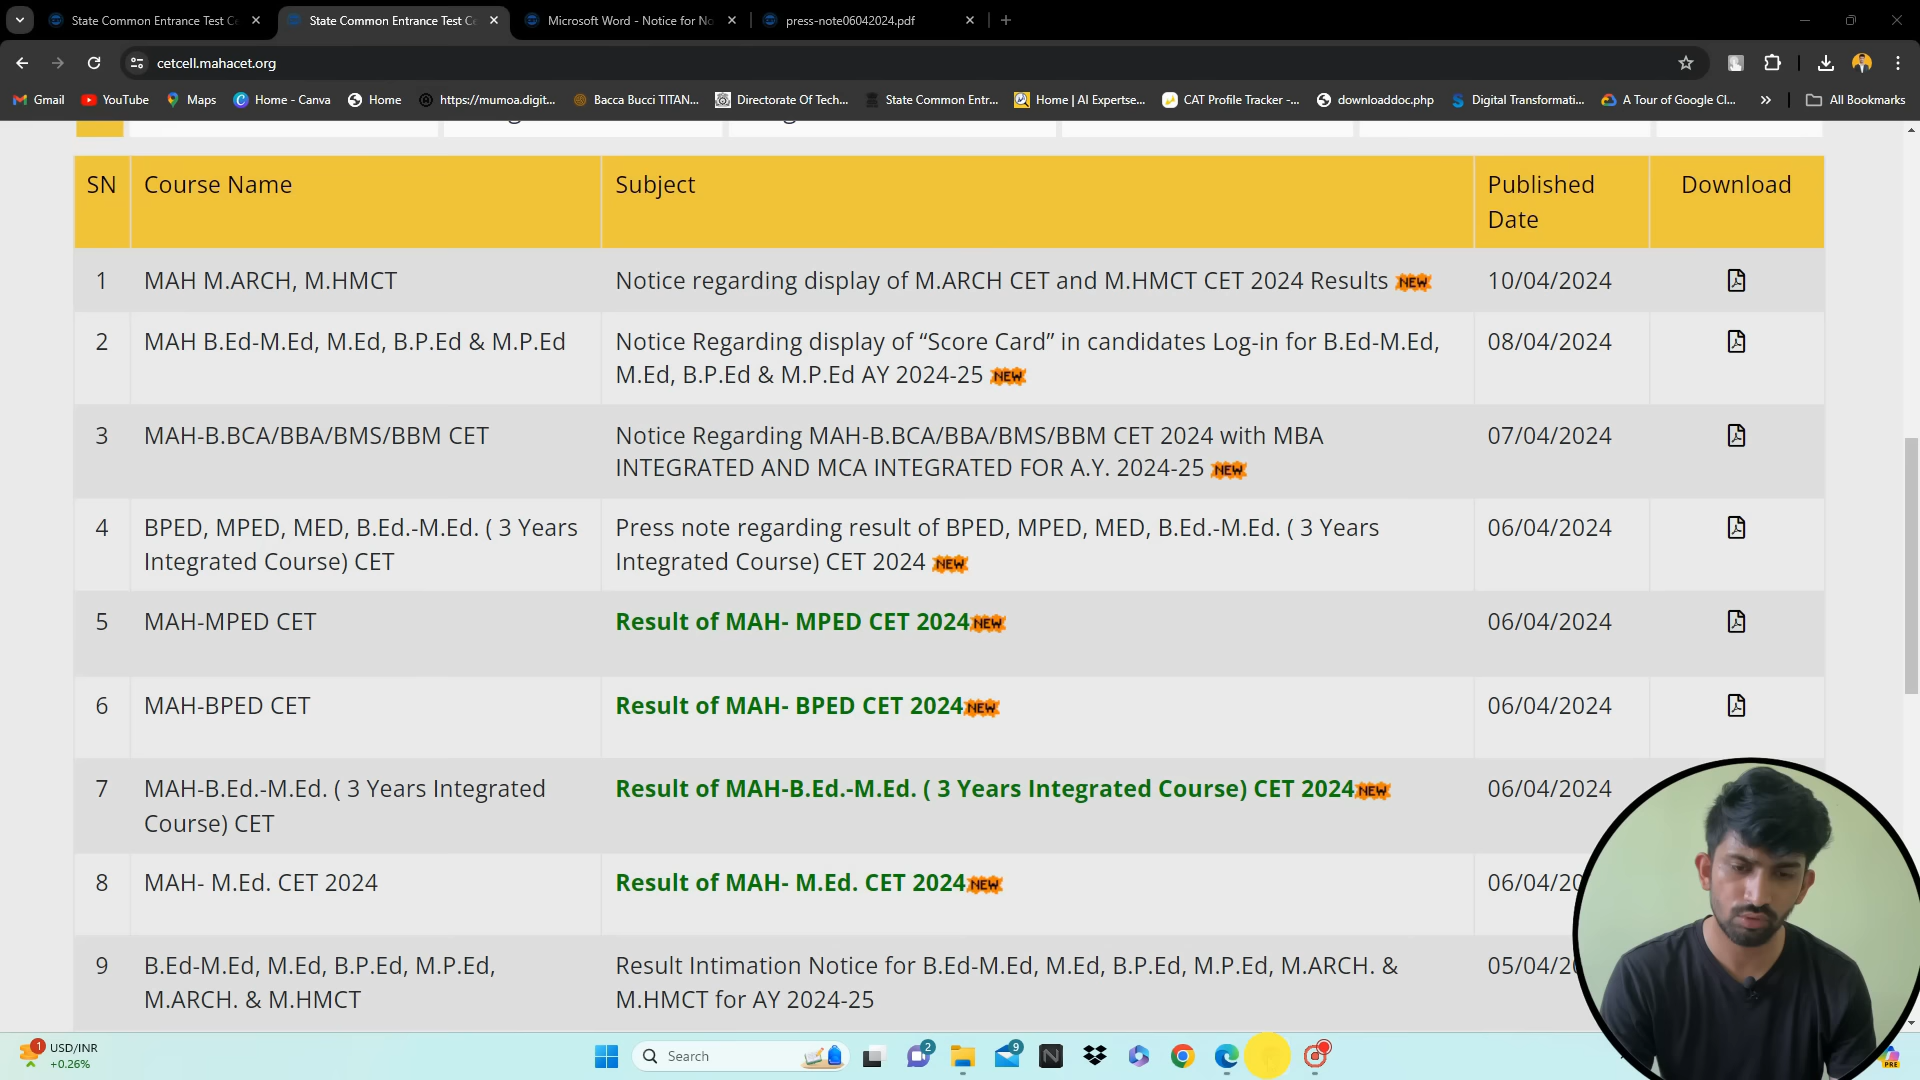 State Common Entrance Test Ce
State Common Entrance Test Ce
Microsoft Word - Notice for No
press-note06042024.pdf
cetcell.mahacet.org
Gmail
YouTube
Maps
Home - Canva
Home
https://mumoa.digit...
Bacca Bucci TITAN...
Directorate Of Tech...
State Common Entr...
Home | AI Expertse...
CAT Profile Tracker -...
downloaddoc.php
Digital Transformati...
A Tour of Google Cl...
All Bookmarks
SN Course Name Subject Published Date Download
1 MAH M.ARCH, M.HMCT Notice regarding display of M.ARCH CET and M.HMCT CET 2024 Results NEW 10/04/2024
2 MAH B.Ed-M.Ed, M.Ed, B.P.Ed & M.P.Ed Notice Regarding display of “Score Card” in candidates Log-in for B.Ed-M.Ed, 08/04/2024
M.Ed, B.P.Ed & M.P.Ed AY 2024-25 NEW
3 MAH-B.BCA/BBA/BMS/BBM CET Notice Regarding MAH-B.BCA/BBA/BMS/BBM CET 2024 with MBA 07/04/2024
INTEGRATED AND MCA INTEGRATED FOR A.Y. 2024-25 NEW
4 BPED, MPED, MED, B.Ed.-M.Ed. ( 3 Years Press note regarding result of BPED, MPED, MED, B.Ed.-M.Ed. ( 3 Years 06/04/2024
Integrated Course) CET Integrated Course) CET 2024 NEW
5 MAH-MPED CET Result of MAH- MPED CET 2024 NEW 06/04/2024
6 MAH-BPED CET Result of MAH- BPED CET 2024 NEW 06/04/2024
7 MAH-B.Ed.-M.Ed. ( 3 Years Integrated Result of MAH-B.Ed.-M.Ed. ( 3 Years Integrated Course) CET 2024 NEW 06/04/2024
Course) CET
8 MAH- M.Ed. CET 2024 Result of MAH- M.Ed. CET 2024 NEW 06/04/20
9 B.Ed-M.Ed, M.Ed, B.P.Ed, M.P.Ed, Result Intimation Notice for B.Ed-M.Ed, M.Ed, B.P.Ed, M.P.Ed, M.ARCH. & 05/04/20
M.ARCH. & M.HMCT M.HMCT for AY 2024-25
1 USD/INR
+0.26%
Search
2
9
PRE